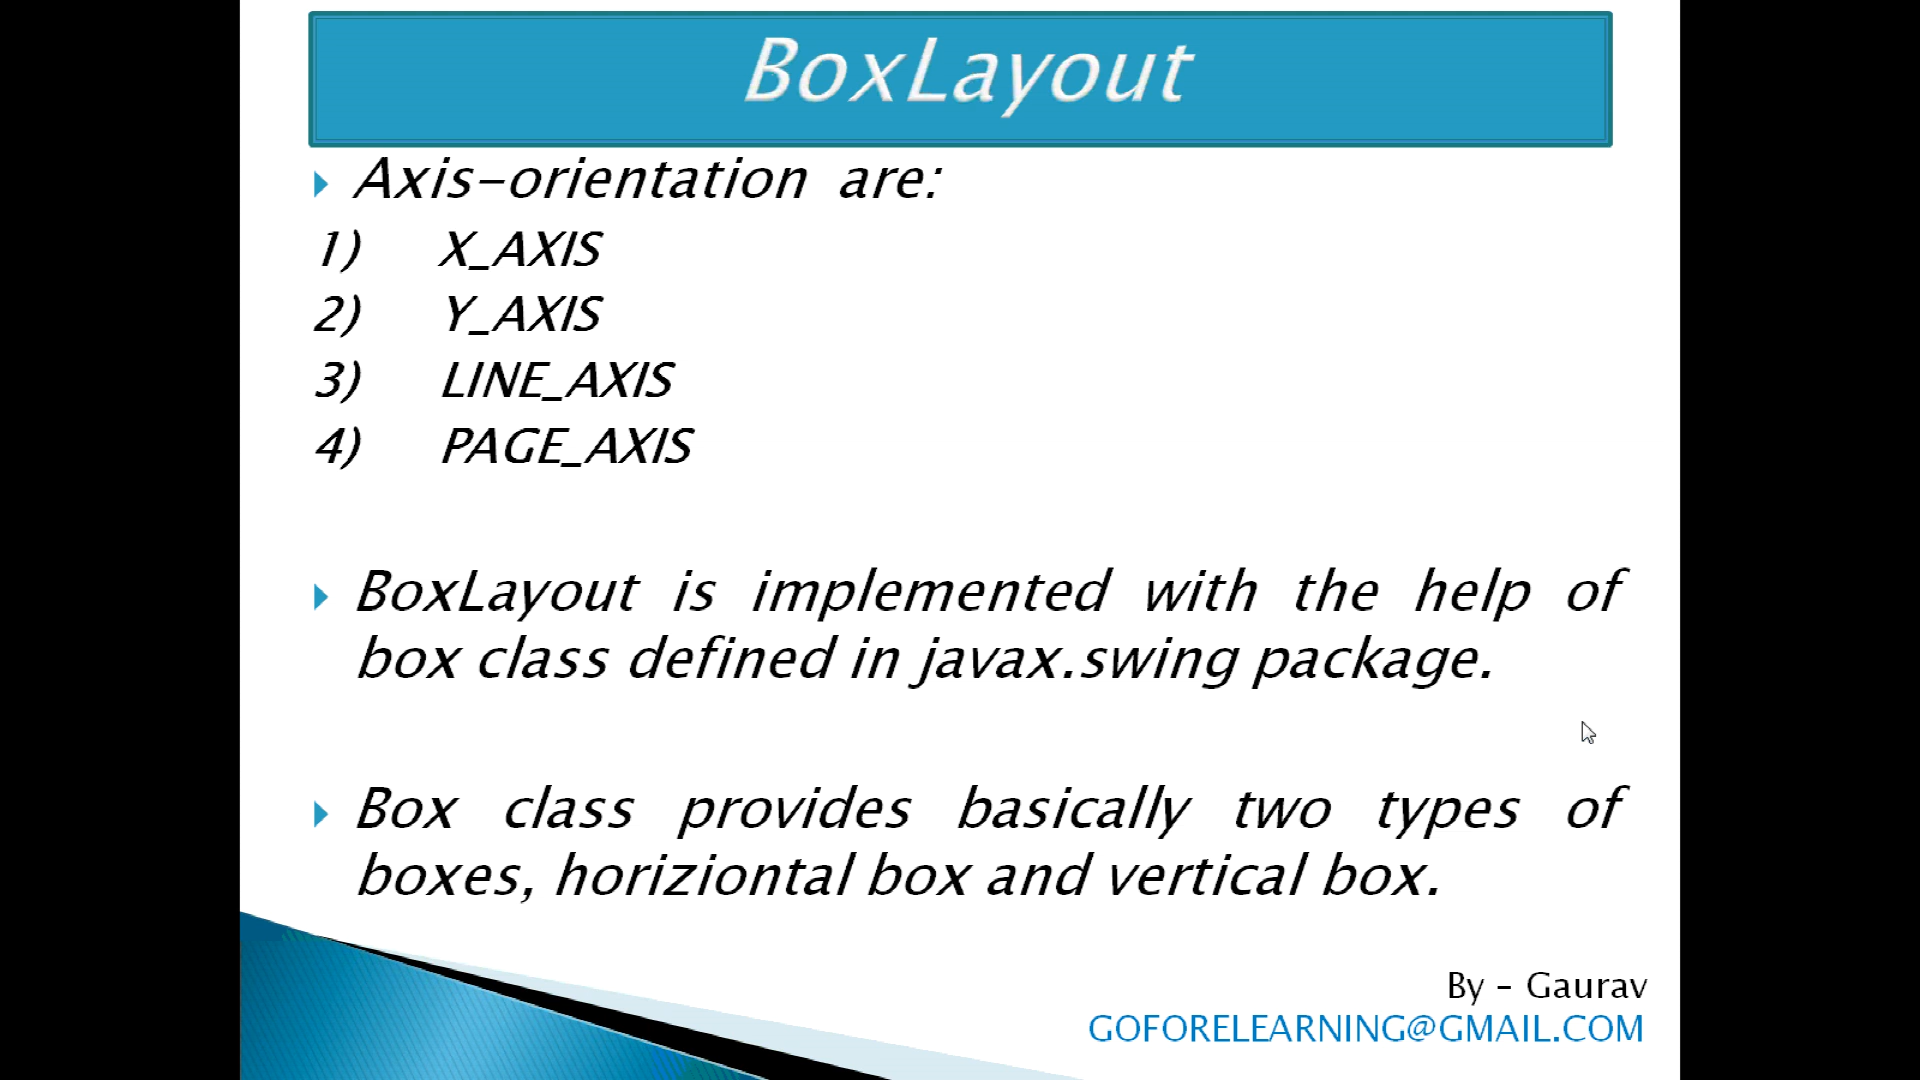 BoxLayout
Axis-orientation are:
1) X_AXIS
2) Y_AXIS
3) LINE_AXIS
4) PAGE_AXIS
BoxLayout is implemented with the help of
box class defined in javax.swing package.
Box class provides basically two types of
boxes, horiziontal box and vertical box.
By - Gaurav
GOFORELEARNING@GMAIL.COM